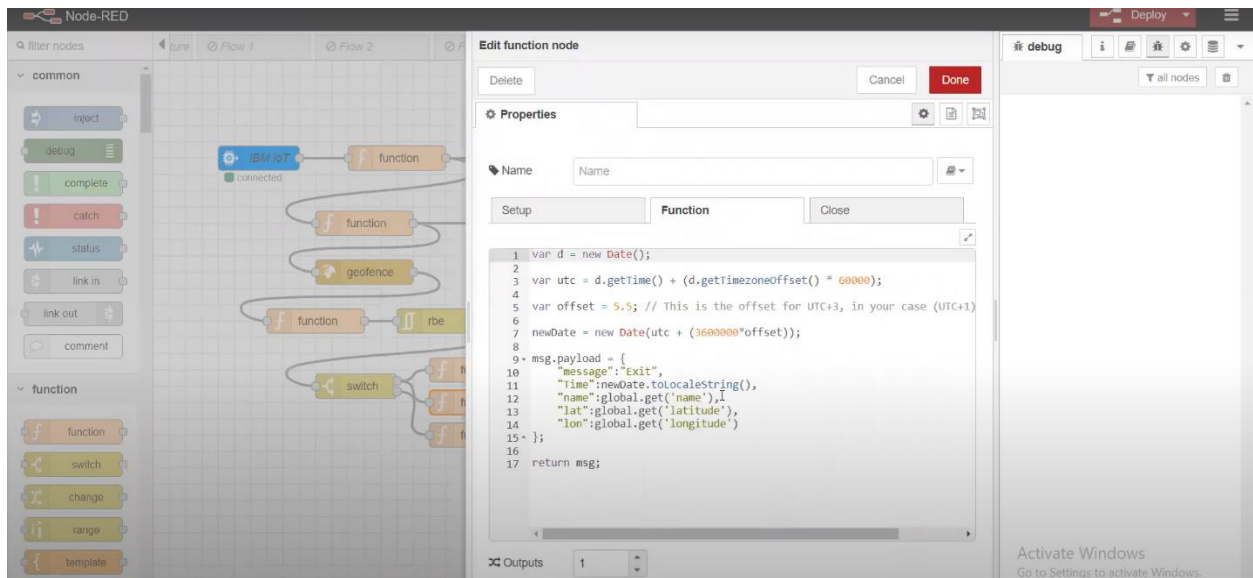 Node-RED
Deploy
filter nodes
ture
Flow 1
Flow 2
Edit function node
debug
i
common
Delete
Cancel
Done
all nodes
Properties
inject
debug
IBM IoT
function
connected
Name
Name
complete
catch
function
Setup
Function
Close
status
link in
geofence
link out
function
rbe
comment
function
switch
function
switch
change
range
template
1 var d = new Date();
2
3 var utc = d.getTime() + (d.getTimezoneOffset() * 60000);
4
5 var offset = 5.5; // This is the offset for UTC+3, in your case (UTC+1)
6
7 newDate = new Date(utc + (3600000*offset));
8
9 msg.payload = {
10 "message":"Exit",
11 "Time":newDate.toLocaleString(),
12 "name":global.get('name'),
13 "lat":global.get('latitude'),
14 "lon":global.get('longitude')
15 };
16
17 return msg;
Outputs
1
Activate Windows
Go to Settings to activate Windows.